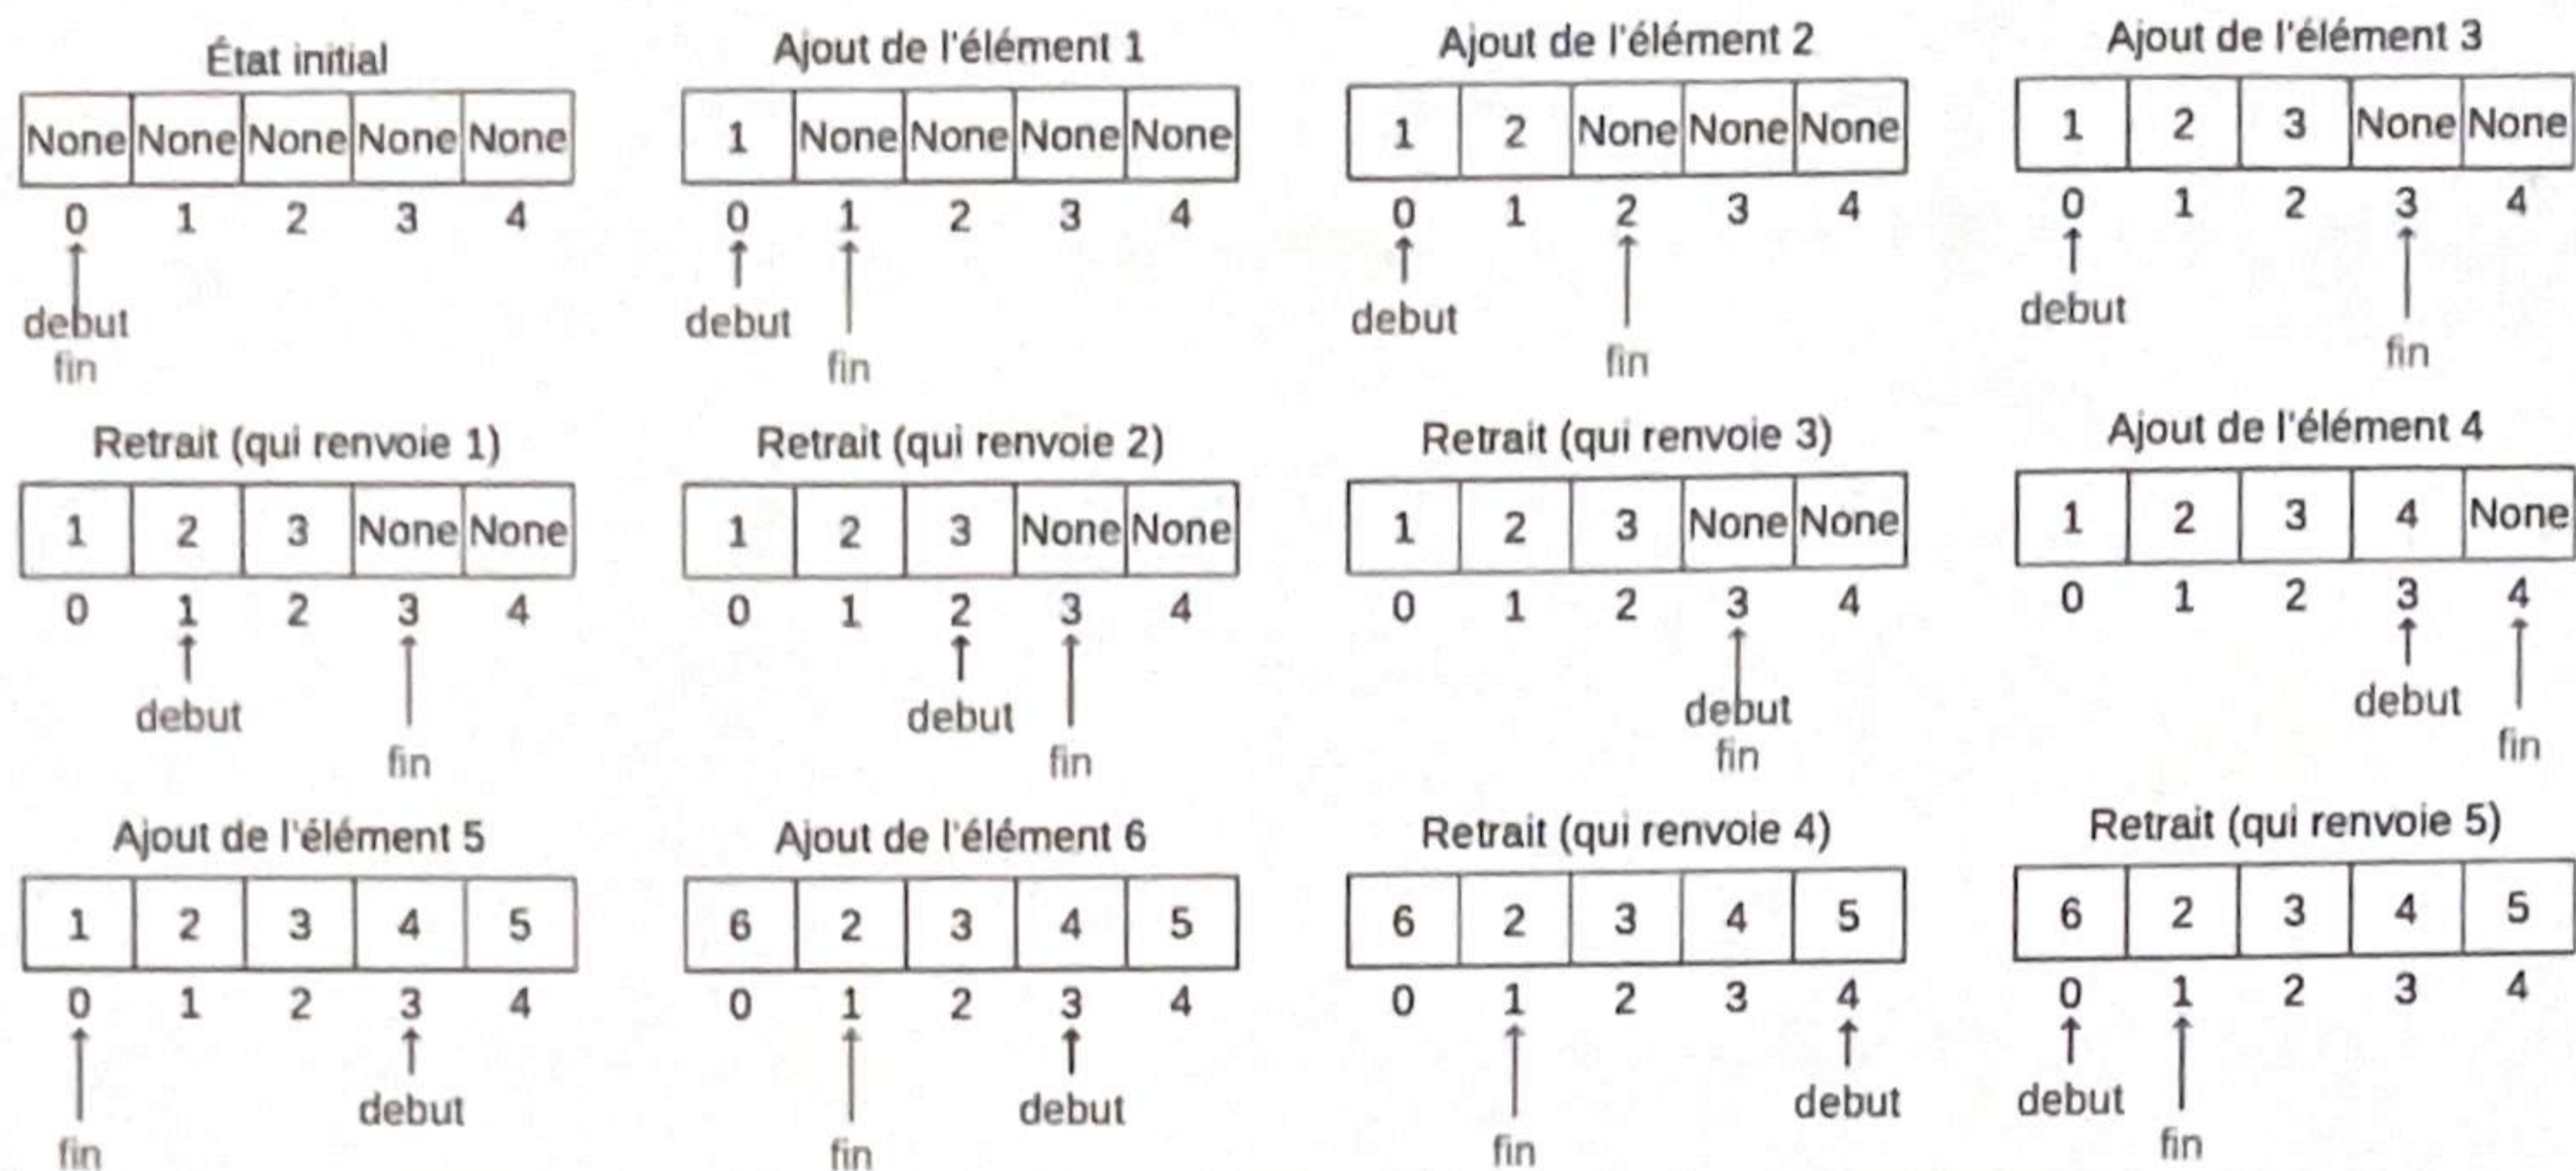 État initial
None None None None None
0 1 2 3 4
debut
fin
Ajout de l'élément 1
1 None None None None
0 1 2 3 4
debut
fin
Ajout de l'élément 2
1 2 None None None
0 1 2 3 4
debut
fin
Ajout de l'élément 3
1 2 3 None None
0 1 2 3 4
debut
fin
Retrait (qui renvoie 1)
1 2 3 None None
0 1 2 3 4
debut
fin
Retrait (qui renvoie 2)
1 2 3 None None
0 1 2 3 4
debut
fin
Retrait (qui renvoie 3)
1 2 3 None None
0 1 2 3 4
debut
fin
Ajout de l'élément 4
1 2 3 4 None
0 1 2 3 4
debut
fin
Ajout de l'élément 5
1 2 3 4 5
0 1 2 3 4
debut
fin
Ajout de l'élément 6
6 2 3 4 5
0 1 2 3 4
debut
fin
Retrait (qui renvoie 4)
6 2 3 4 5
0 1 2 3 4
debut
fin
Retrait (qui renvoie 5)
6 2 3 4 5
0 1 2 3 4
debut
fin